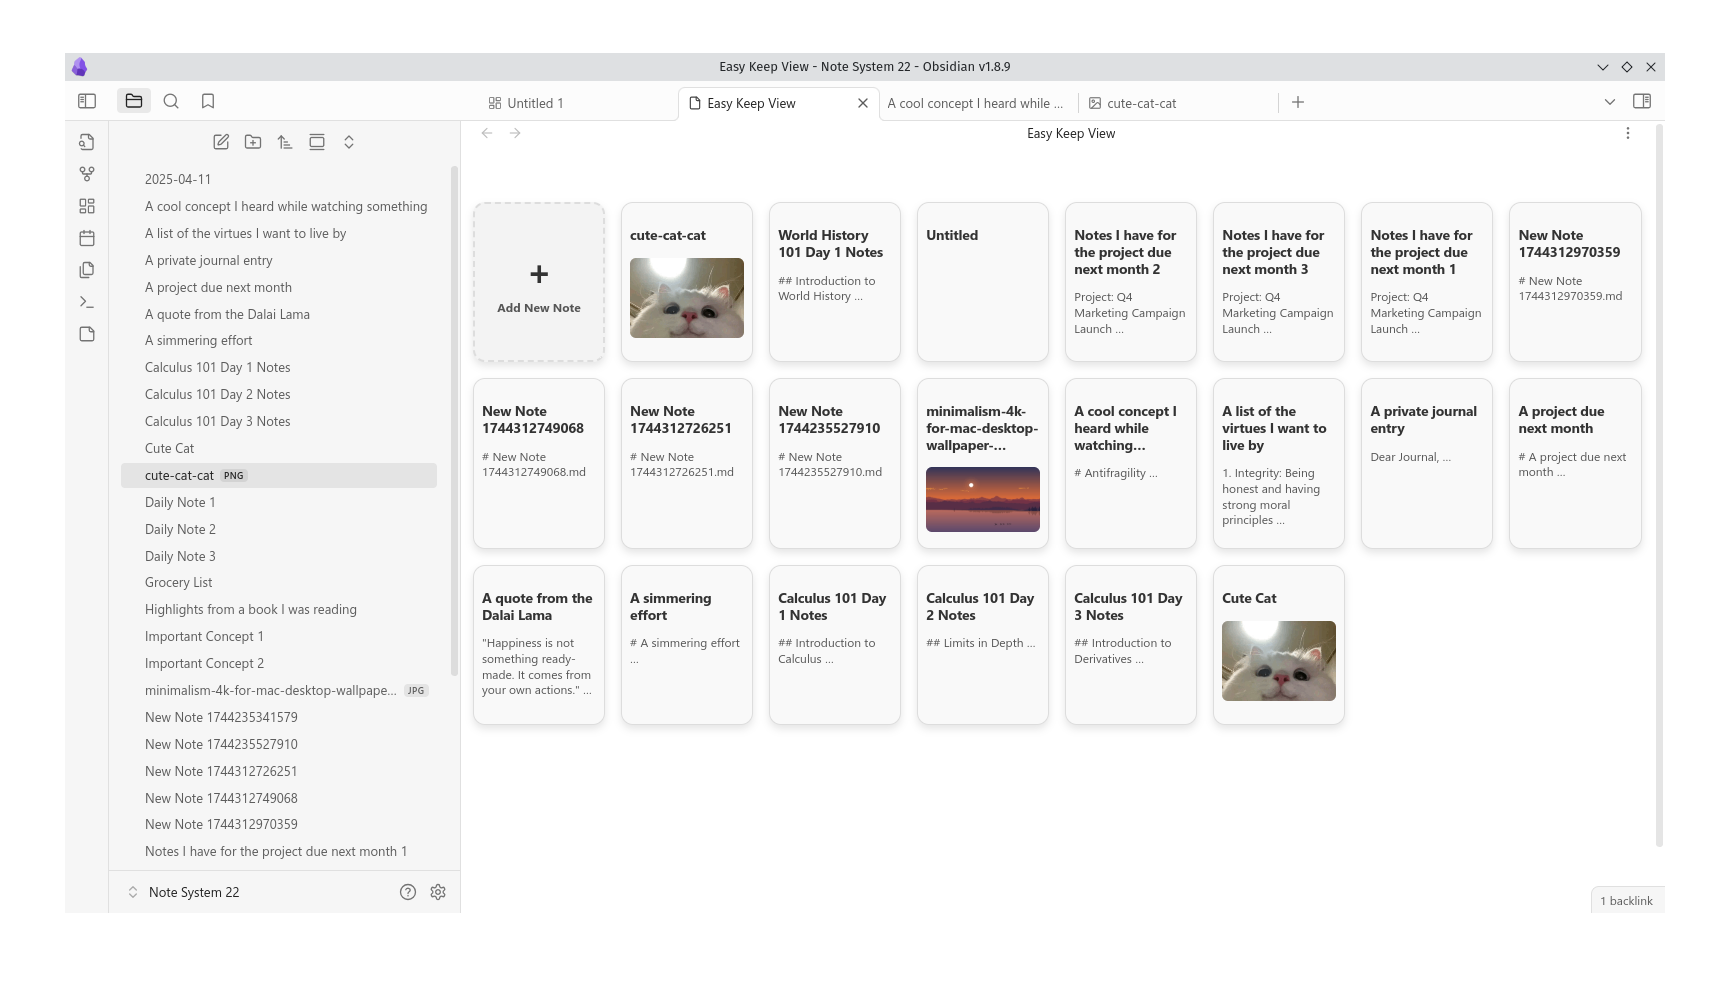 Easy Keep View - Note System 22 - Obsidian v1.8.9
Untitled 1
Easy Keep View
A cool concept I heard while ...
cute-cat-cat
Easy Keep View
2025-04-11
A cool concept I heard while watching something
A list of the virtues I want to live by
A private journal entry
A project due next month
A quote from the Dalai Lama
A simmering effort
Calculus 101 Day 1 Notes
Calculus 101 Day 2 Notes
Calculus 101 Day 3 Notes
Cute Cat
cute-cat-cat PNG
Daily Note 1
Daily Note 2
Daily Note 3
Grocery List
Highlights from a book I was reading
Important Concept 1
Important Concept 2
minimalism-4k-for-mac-desktop-wallpape... JPG
New Note 1744235341579
New Note 1744235527910
New Note 1744312726251
New Note 1744312749068
New Note 1744312970359
Notes I have for the project due next month 1
Note System 22
+
Add New Note
cute-cat-cat
World History
101 Day 1 Notes
## Introduction to
World History ...
Untitled
Notes I have for
the project due
next month 2
Project: Q4
Marketing Campaign
Launch ...
Notes I have for
the project due
next month 3
Project: Q4
Marketing Campaign
Launch ...
Notes I have for
the project due
next month 1
Project: Q4
Marketing Campaign
Launch ...
New Note
1744312970359
# New Note
1744312970359.md
New Note
1744312749068
# New Note
1744312749068.md
New Note
1744312726251
# New Note
1744312726251.md
New Note
1744235527910
# New Note
1744235527910.md
minimalism-4k-
for-mac-desktop-
wallpaper-...
A cool concept I
heard while
watching...
# Antifragility ...
A list of the
virtues I want to
live by
1. Integrity: Being
honest and having
strong moral
principles ...
A private journal
entry
Dear Journal, ...
A project due
next month
# A project due next
month ...
A quote from the
Dalai Lama
"Happiness is not
something ready-
made. It comes from
your own actions." ...
A simmering
effort
# A simmering effort
...
Calculus 101 Day
1 Notes
## Introduction to
Calculus ...
Calculus 101 Day
2 Notes
## Limits in Depth ...
Calculus 101 Day
3 Notes
## Introduction to
Derivatives ...
Cute Cat
1 backlink